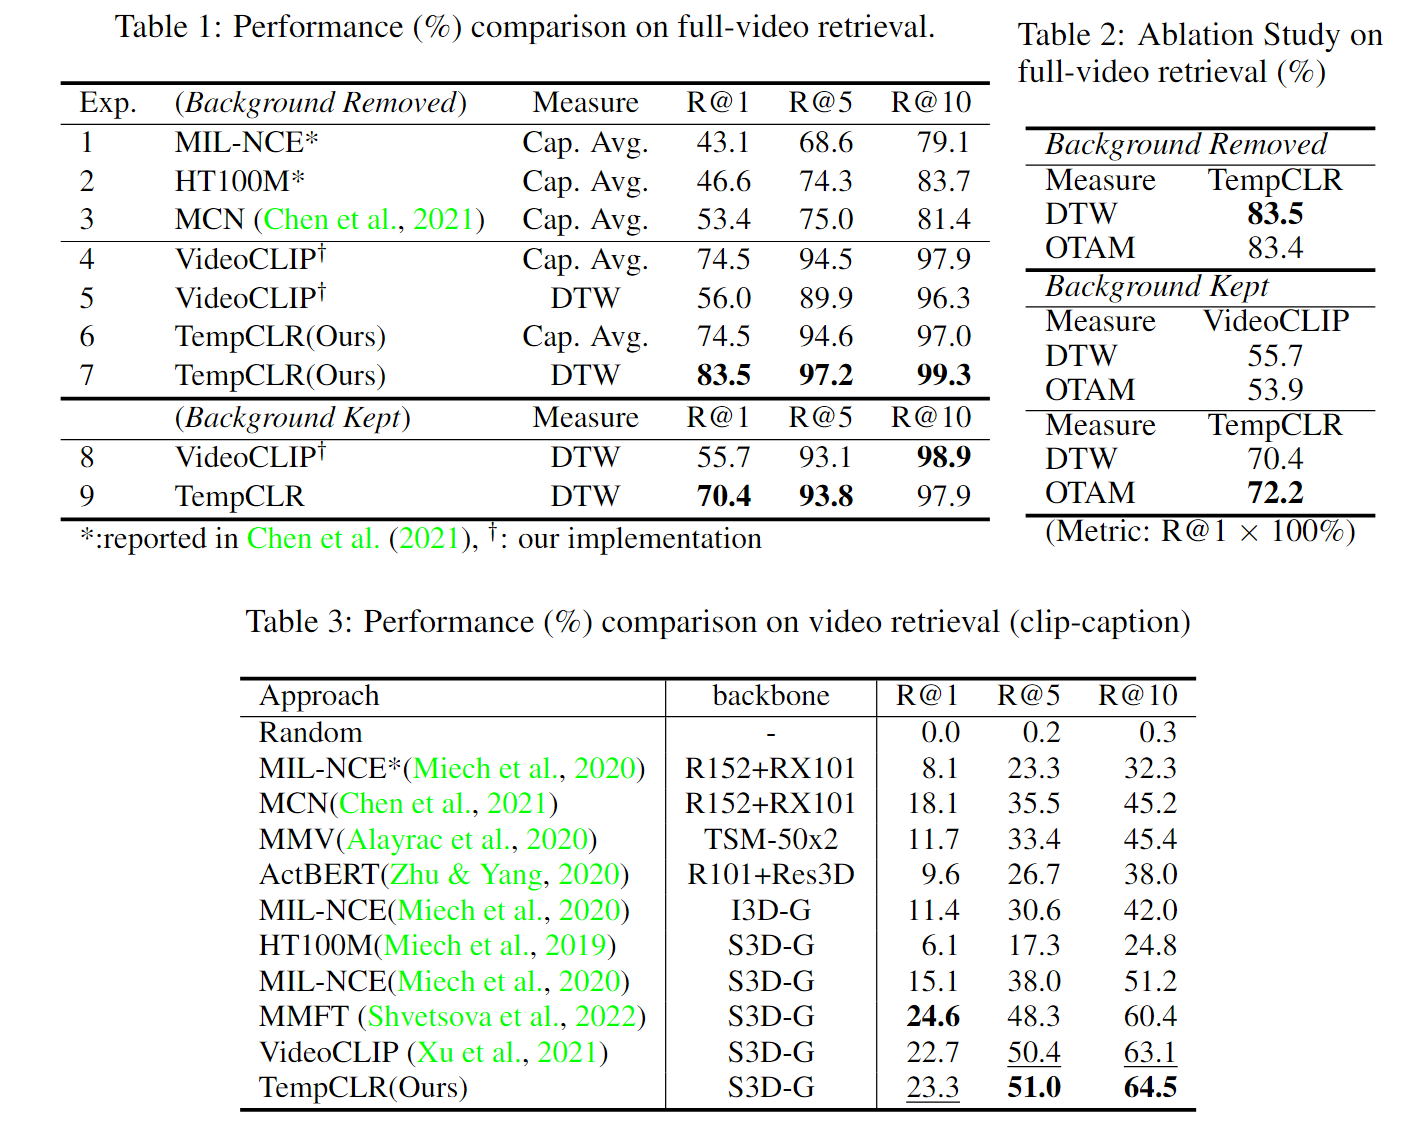 Table 1: Performance (%) comparison on full-video retrieval.
Exp. (Background Removed) Measure R@1 R@5 R@10
1 MIL-NCE* Cap. Avg. 43.1 68.6 79.1
2 HT100M* Cap. Avg. 46.6 74.3 83.7
3 MCN (Chen et al., 2021) Cap. Avg. 53.4 75.0 81.4
4 VideoCLIP† Cap. Avg. 74.5 94.5 97.9
5 VideoCLIP† DTW 56.0 89.9 96.3
6 TempCLR(Ours) Cap. Avg. 74.5 94.6 97.0
7 TempCLR(Ours) DTW 83.5 97.2 99.3
(Background Kept) Measure R@1 R@5 R@10
8 VideoCLIP† DTW 55.7 93.1 98.9
9 TempCLR DTW 70.4 93.8 97.9
*:reported in Chen et al. (2021), †: our implementation
Table 2: Ablation Study on
full-video retrieval (%)
Background Removed
Measure TempCLR
DTW 83.5
OTAM 83.4
Background Kept
Measure VideoCLIP
DTW 55.7
OTAM 53.9
Measure TempCLR
DTW 70.4
OTAM 72.2
(Metric: R@1 × 100%)
Table 3: Performance (%) comparison on video retrieval (clip-caption)
Approach backbone R@1 R@5 R@10
Random - 0.0 0.2 0.3
MIL-NCE*(Miech et al., 2020) R152+RX101 8.1 23.3 32.3
MCN(Chen et al., 2021) R152+RX101 18.1 35.5 45.2
MMV(Alayrac et al., 2020) TSM-50x2 11.7 33.4 45.4
ActBERT(Zhu & Yang, 2020) R101+Res3D 9.6 26.7 38.0
MIL-NCE(Miech et al., 2020) I3D-G 11.4 30.6 42.0
HT100M(Miech et al., 2019) S3D-G 6.1 17.3 24.8
MIL-NCE(Miech et al., 2020) S3D-G 15.1 38.0 51.2
MMFT (Shvetsova et al., 2022) S3D-G 24.6 48.3 60.4
VideoCLIP (Xu et al., 2021) S3D-G 22.7 50.4 63.1
TempCLR(Ours) S3D-G 23.3 51.0 64.5